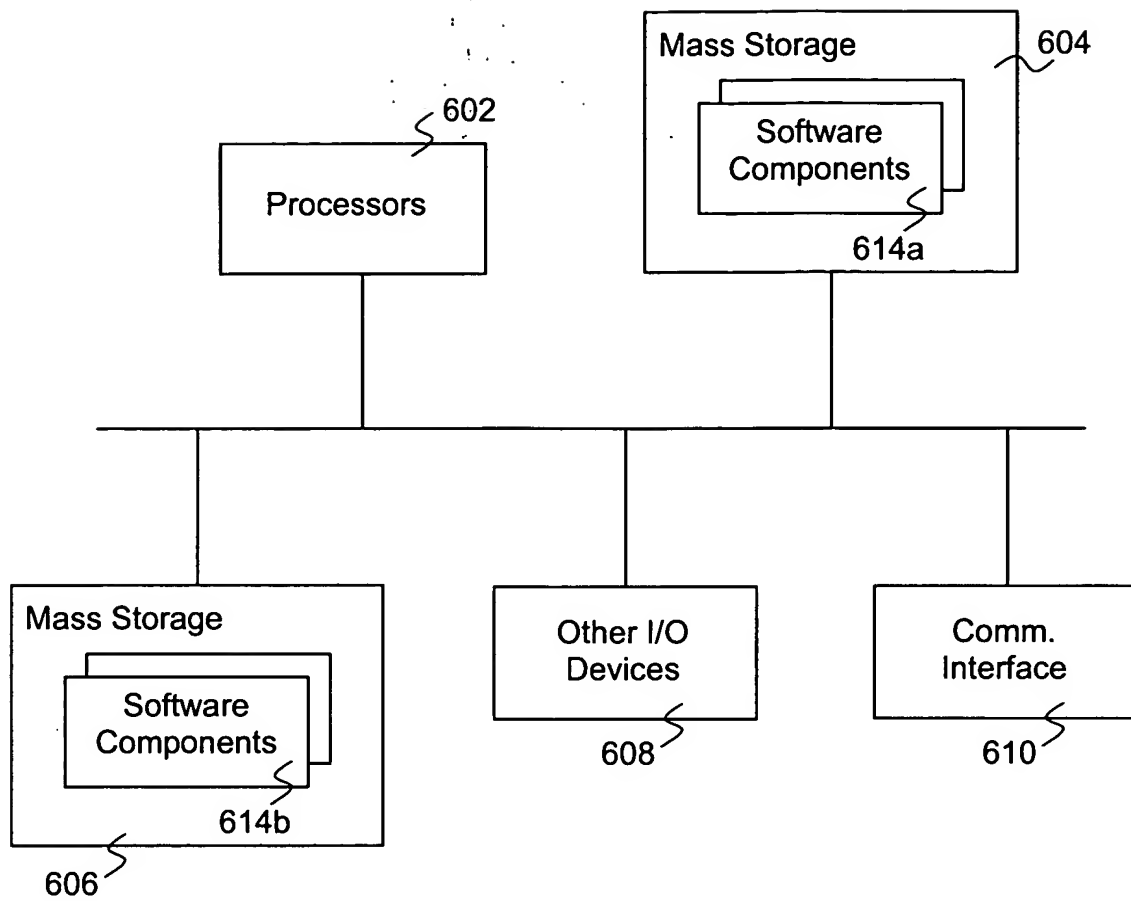 Mass Storage
604
602
Software
Components
614a
Processors
Mass Storage
Software
Components
614b
606
Other I/O
Devices
608
Comm.
Interface
610